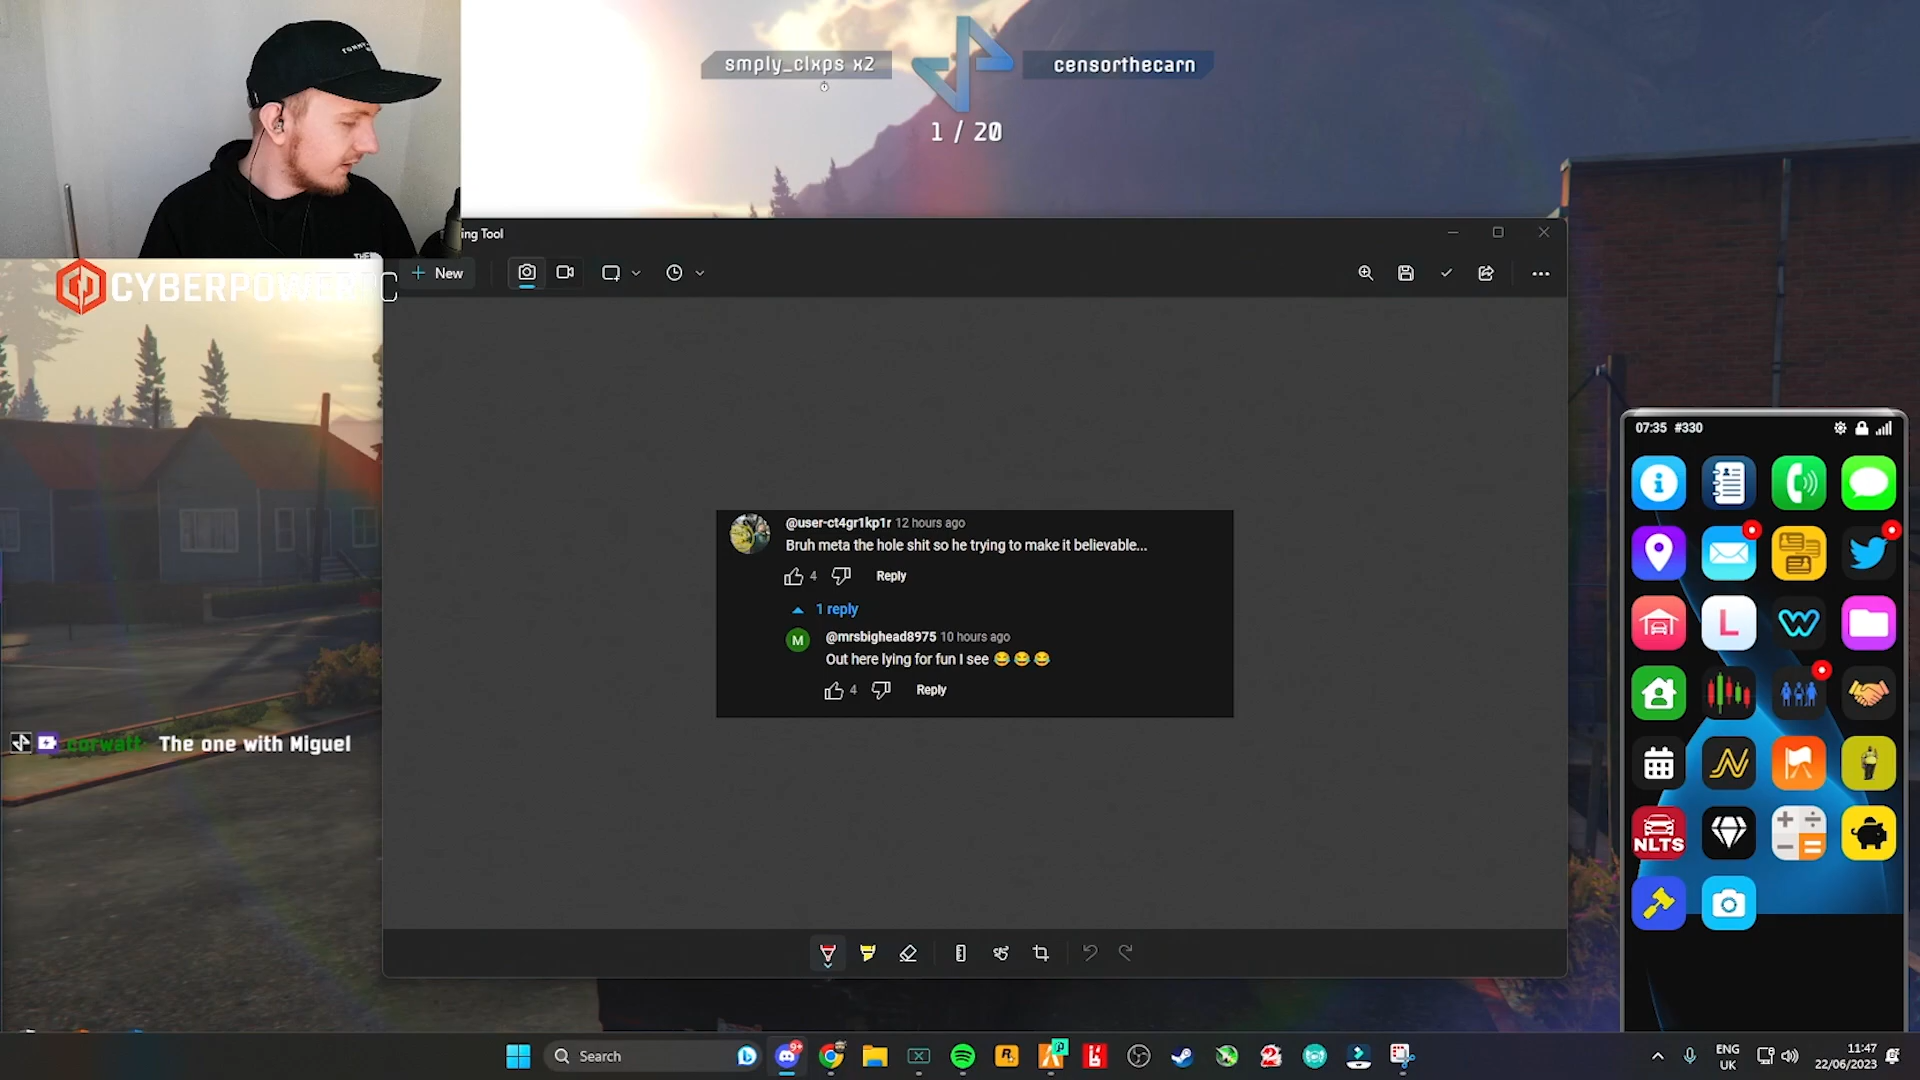 smply_clxps x2
censorthecarn
1 / 20
ing Tool
New
CYBERPOWER
@user-ct4gr1kp1r 12 hours ago
Bruh meta the hole shit so he trying to make it believable...
4 Reply
1 reply
M @mrsbighead8975 10 hours ago
Out here lying for fun I see 😂😂😂
4 Reply
corwatt: The one with Miguel
07:35 #330
L
NLTS
Search
9+
ENG
UK
11:47
22/06/2023